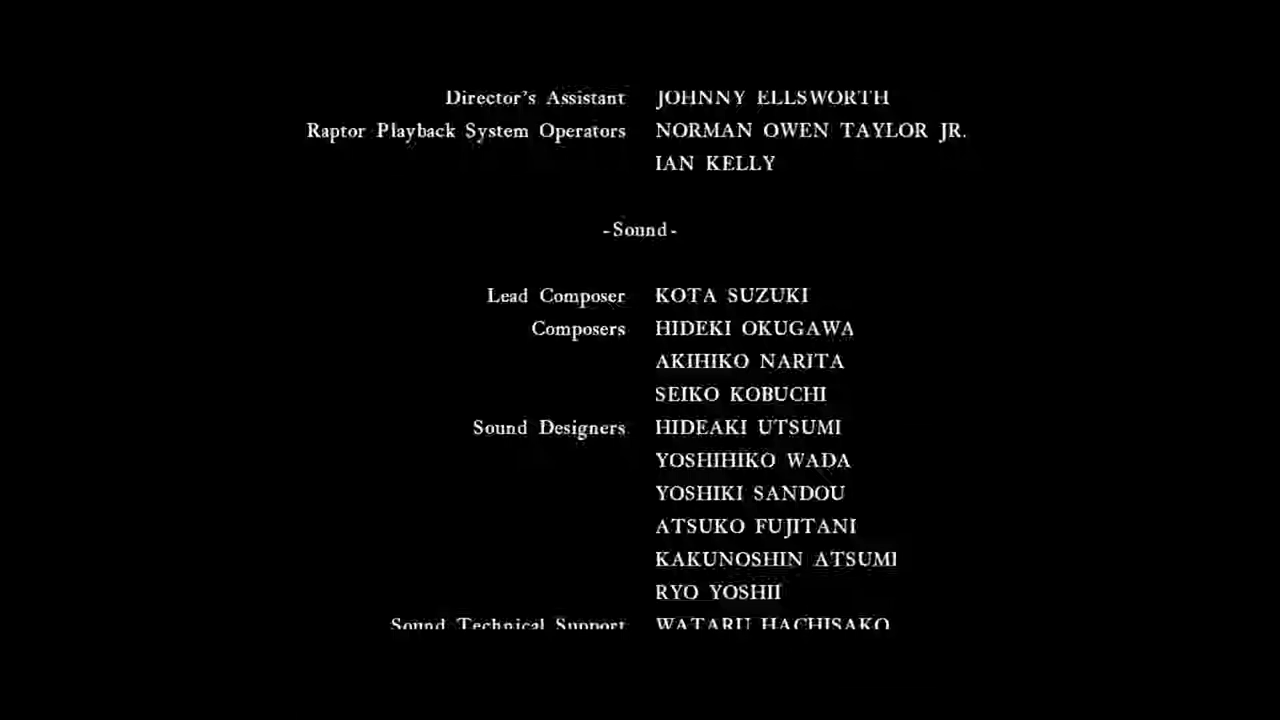 Director's Assistant JOHNNY ELLSWORTH
Raptor Playback System Operators NORMAN OWEN TAYLOR JR.
IAN KELLY
-Sound-
Lead Composer KOTA SUZUKI
Composers HIDEKI OKUGAWA
AKIHIKO NARITA
SEIKO KOBUCHI
Sound Designers HIDEAKI UTSUMI
YOSHIHIKO WADA
YOSHIKI SANDOU
ATSUKO FUJITANI
KAKUNOSHIN ATSUMI
RYO YOSHII
Sound Technical Support WATARU HACHISAKO